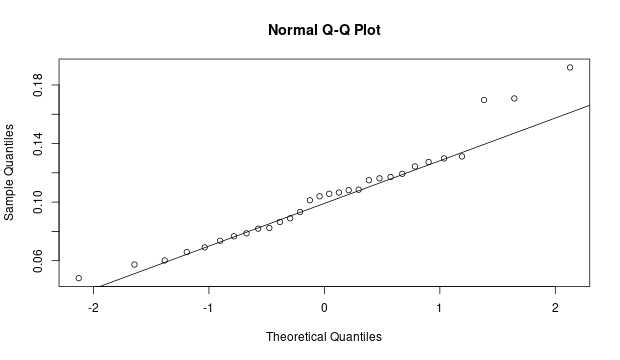 Normal Q-Q Plot
Sample Quantiles
0.18
0.14
0.10
0.06
-2 -1 0 1 2
Theoretical Quantiles